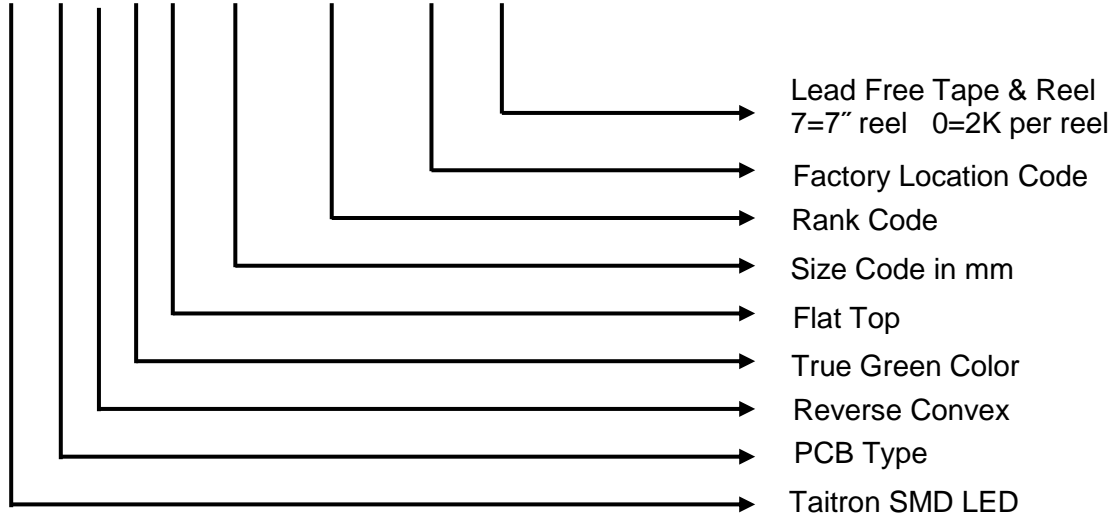 Lead Free Tape & Reel
7=7˝ reel 0=2K per reel
Factory Location Code
Rank Code
Size Code in mm
Flat Top
True Green Color
Reverse Convex
PCB Type
Taitron SMD LED